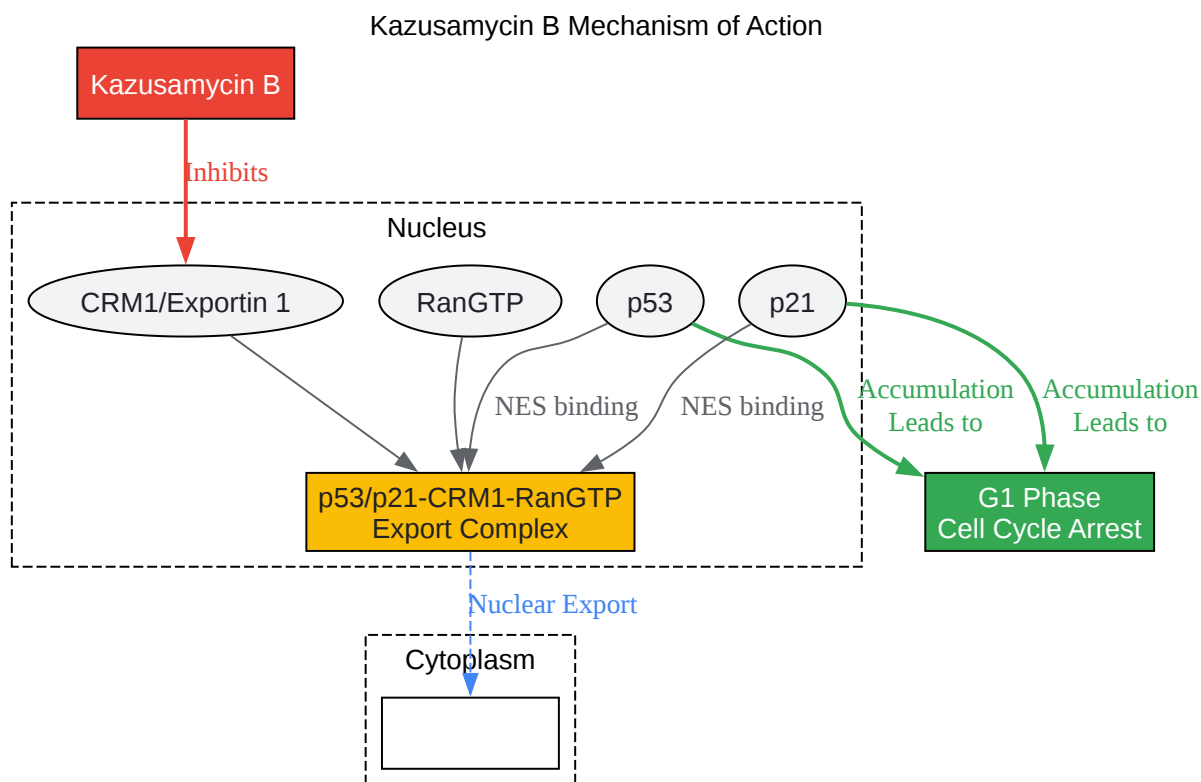 Kazusamycin B Mechanism of Action
Kazusamycin B
Inhibits
Nucleus
CRM1/Exportin 1
RanGTP
p53
p21
NES binding
NES binding
Accumulation
Leads to
Accumulation
Leads to
p53/p21-CRM1-RanGTP
Export Complex
G1 Phase
Cell Cycle Arrest
Nuclear Export
Cytoplasm